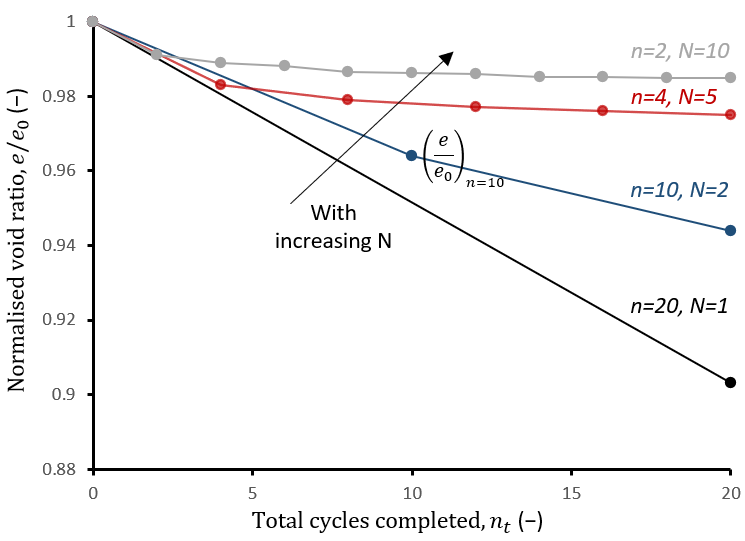 1
0.98
0.96
0.94
0.92
0.9
0.88
0
5
10
15
20
Normalised void ratio, e/e₀ (–)
Total cycles completed, nₜ (–)
n=2, N=10
n=4, N=5
(e/e₀)ₙ₌₁₀
n=10, N=2
With
increasing N
n=20, N=1